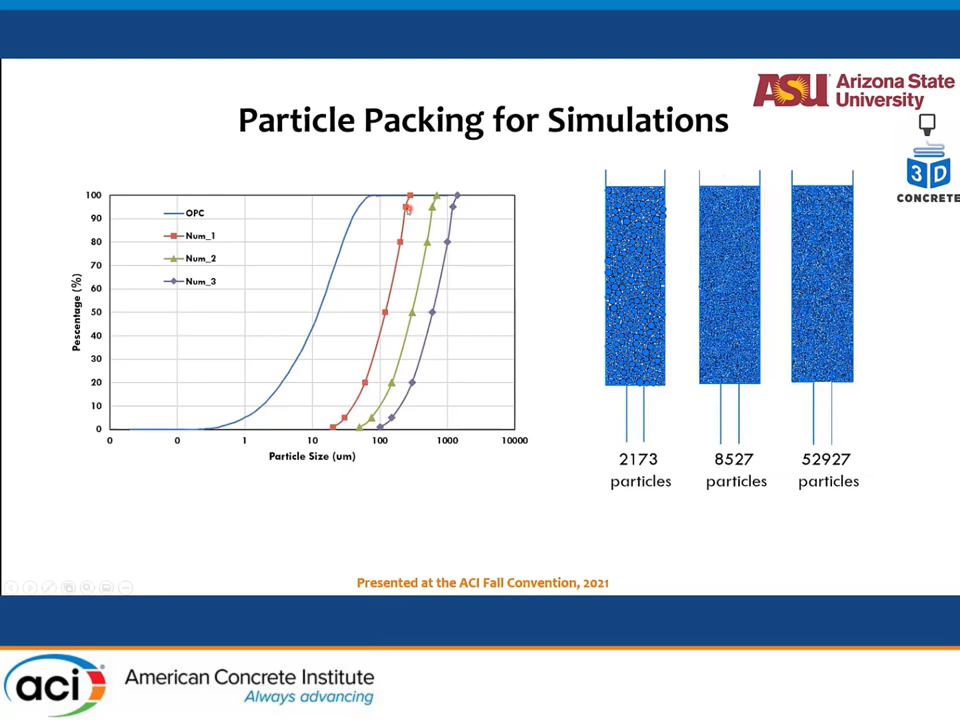 ASU Arizona State University
Particle Packing for Simulations
3D
CONCRETE
Pescentage (%)
100
90
80
70
60
50
40
30
20
10
0
OPC
Num_1
Num_2
Num_3
0 0 1 10 100 1000 10000
Particle Size (um)
2173 particles
8527 particles
52927 particles
Presented at the ACI Fall Convention, 2021
aci American Concrete Institute
Always advancing